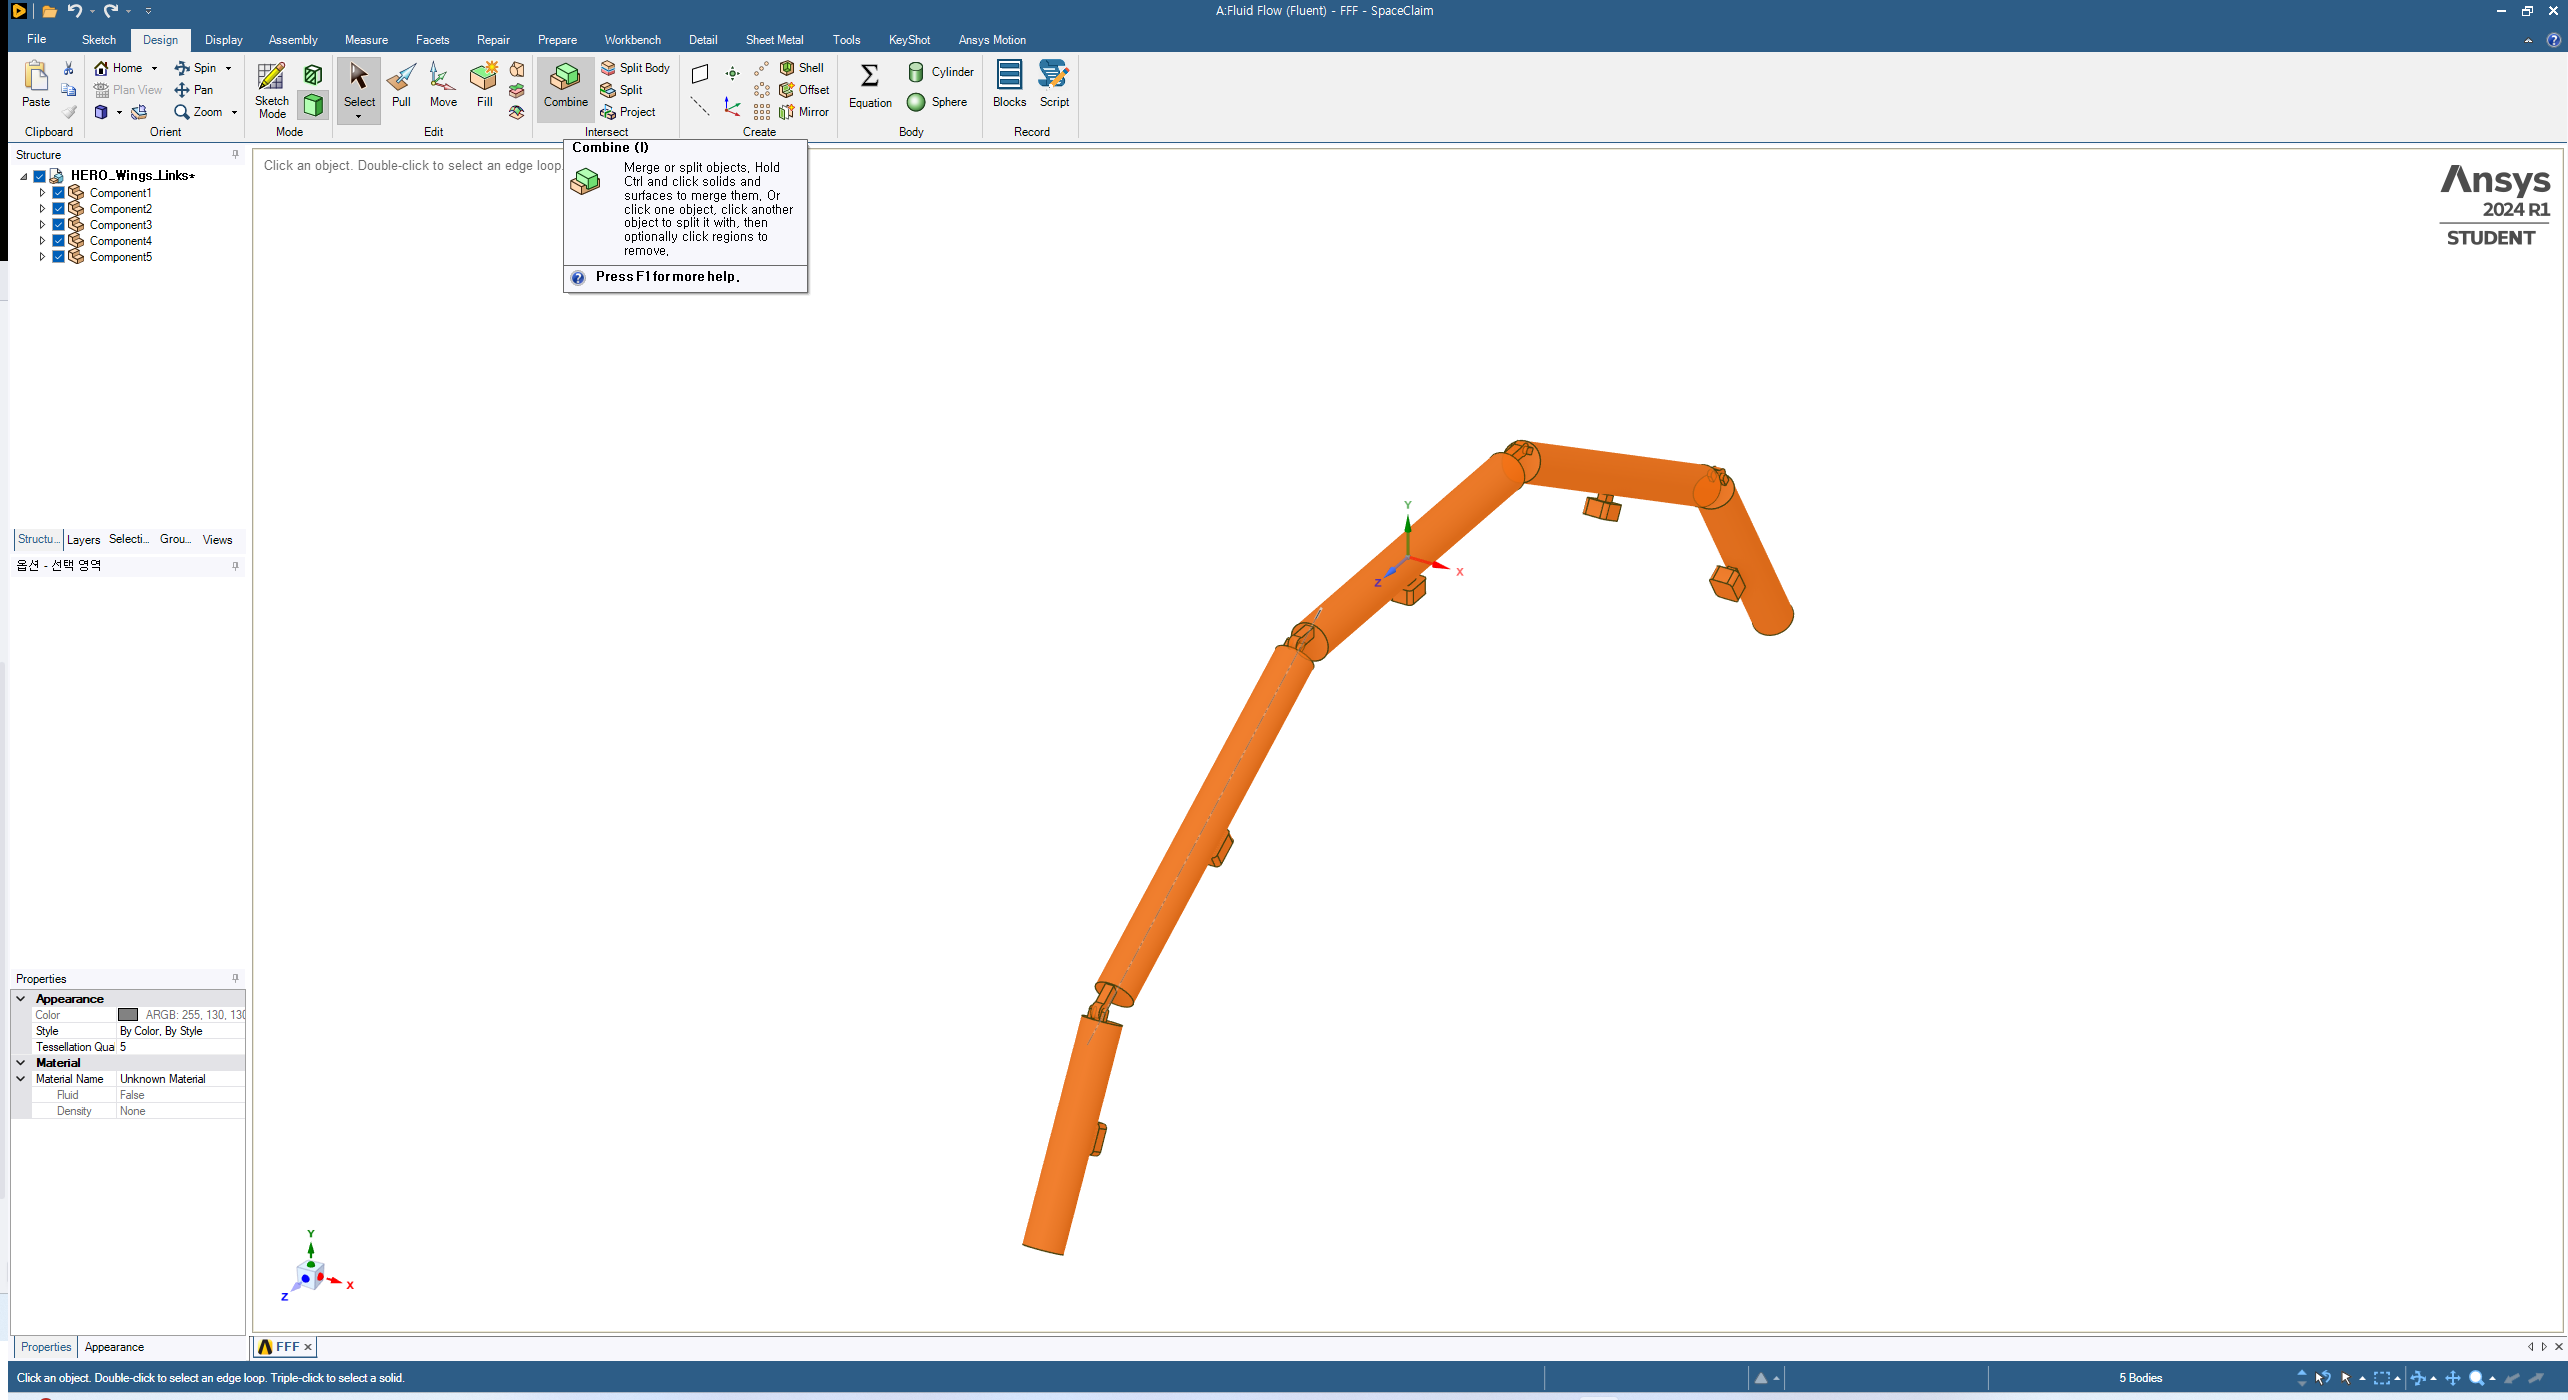 A:Fluid Flow (Fluent) - FFF - SpaceClaim
File Sketch Design Display Assembly Measure Facets Repair Prepare Workbench Detail Sheet Metal Tools KeyShot Ansys Motion
Paste
Clipboard
Home Spin
Plan View Pan
Zoom
Orient
Sketch Mode
Mode
Select Pull Move Fill
Edit
Combine
Split Body
Split
Project
Intersect
Shell
Offset
Mirror
Create
Equation
Cylinder
Sphere
Body
Blocks Script
Record
Structure
HERO_Wings_Links*
Component1
Component2
Component3
Component4
Component5
Structu... Layers Selecti... Grou... Views
옵션 - 선택 영역
Properties
Appearance
Color ARGB: 255, 130, 130
Style By Color, By Style
Tessellation Qua 5
Material
Material Name Unknown Material
Fluid False
Density None
Properties Appearance
Click an object. Double-click to select an edge loop.
Combine (I)
Merge or split objects, Hold
Ctrl and click solids and
surfaces to merge them, Or
click one object, click another
object to split it with, then
optionally click regions to
remove,
Press F1 for more help.
Ansys
2024 R1
STUDENT
Y
X
Z
Y
X
Z
FFF
Click an object. Double-click to select an edge loop. Triple-click to select a solid.
5 Bodies